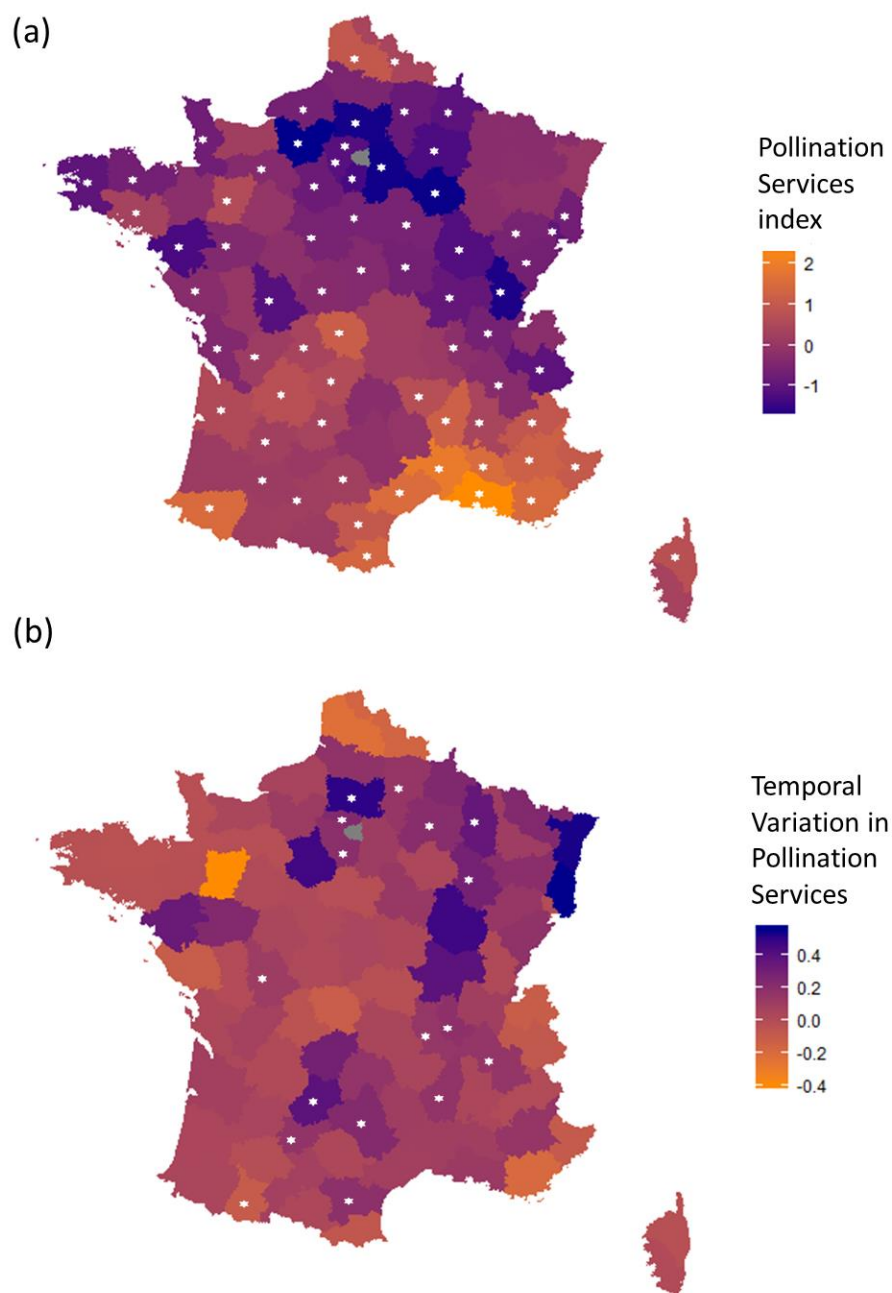 (a)
Pollination
Services
index
2
1
0
-1
(b)
Temporal
Variation in
Pollination
Services
0.4
0.2
0.0
-0.2
-0.4